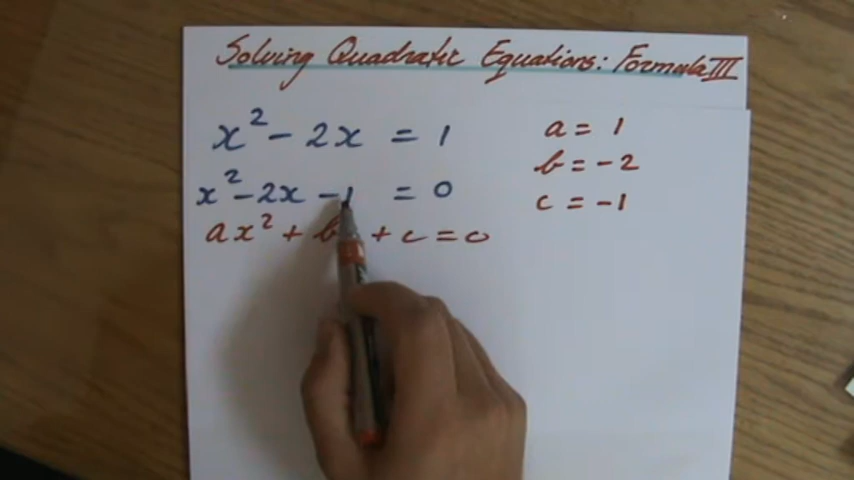 Solving Quadratic Equations: Formula III
x² - 2x = 1
x² - 2x - 1 = 0
ax² + b + c = 0
a = 1
b = -2
c = -1